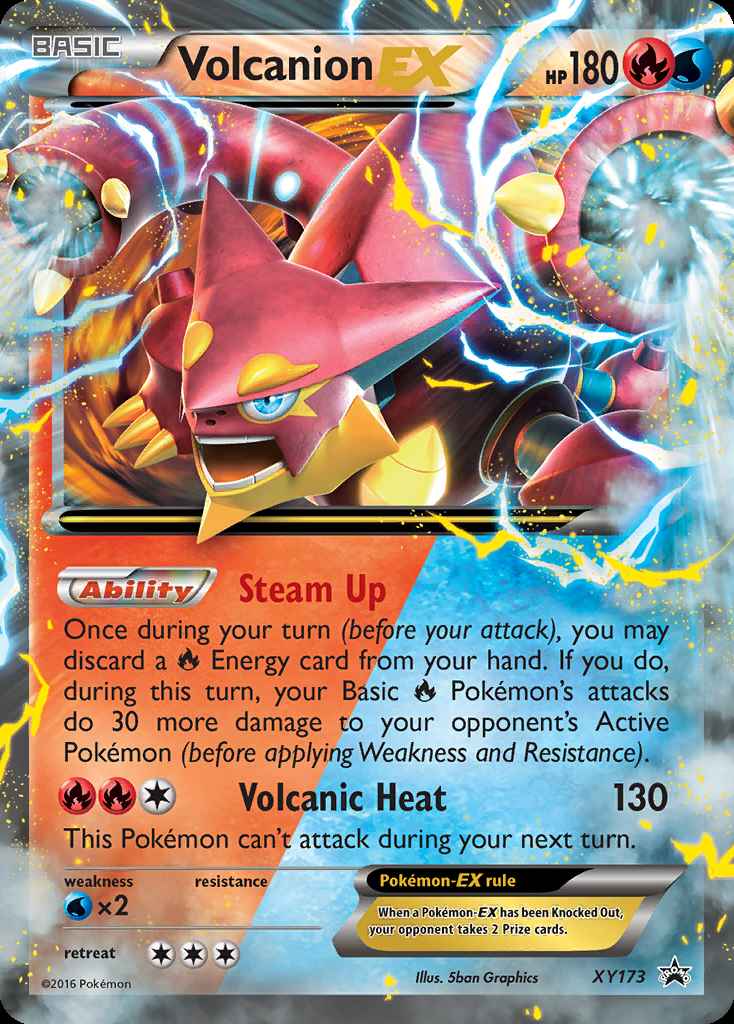 BASIC
Volcanion EX
HP 180
Ability Steam Up
Once during your turn (before your attack), you may
discard a Energy card from your hand. If you do,
during this turn, your Basic Pokémon's attacks
do 30 more damage to your opponent's Active
Pokémon (before applying Weakness and Resistance).
Volcanic Heat 130
This Pokémon can't attack during your next turn.
weakness resistance
×2
Pokémon-EX rule
When a Pokémon-EX has been Knocked Out,
your opponent takes 2 Prize cards.
retreat
©2016 Pokémon
Illus. 5ban Graphics
XY173
PROMO